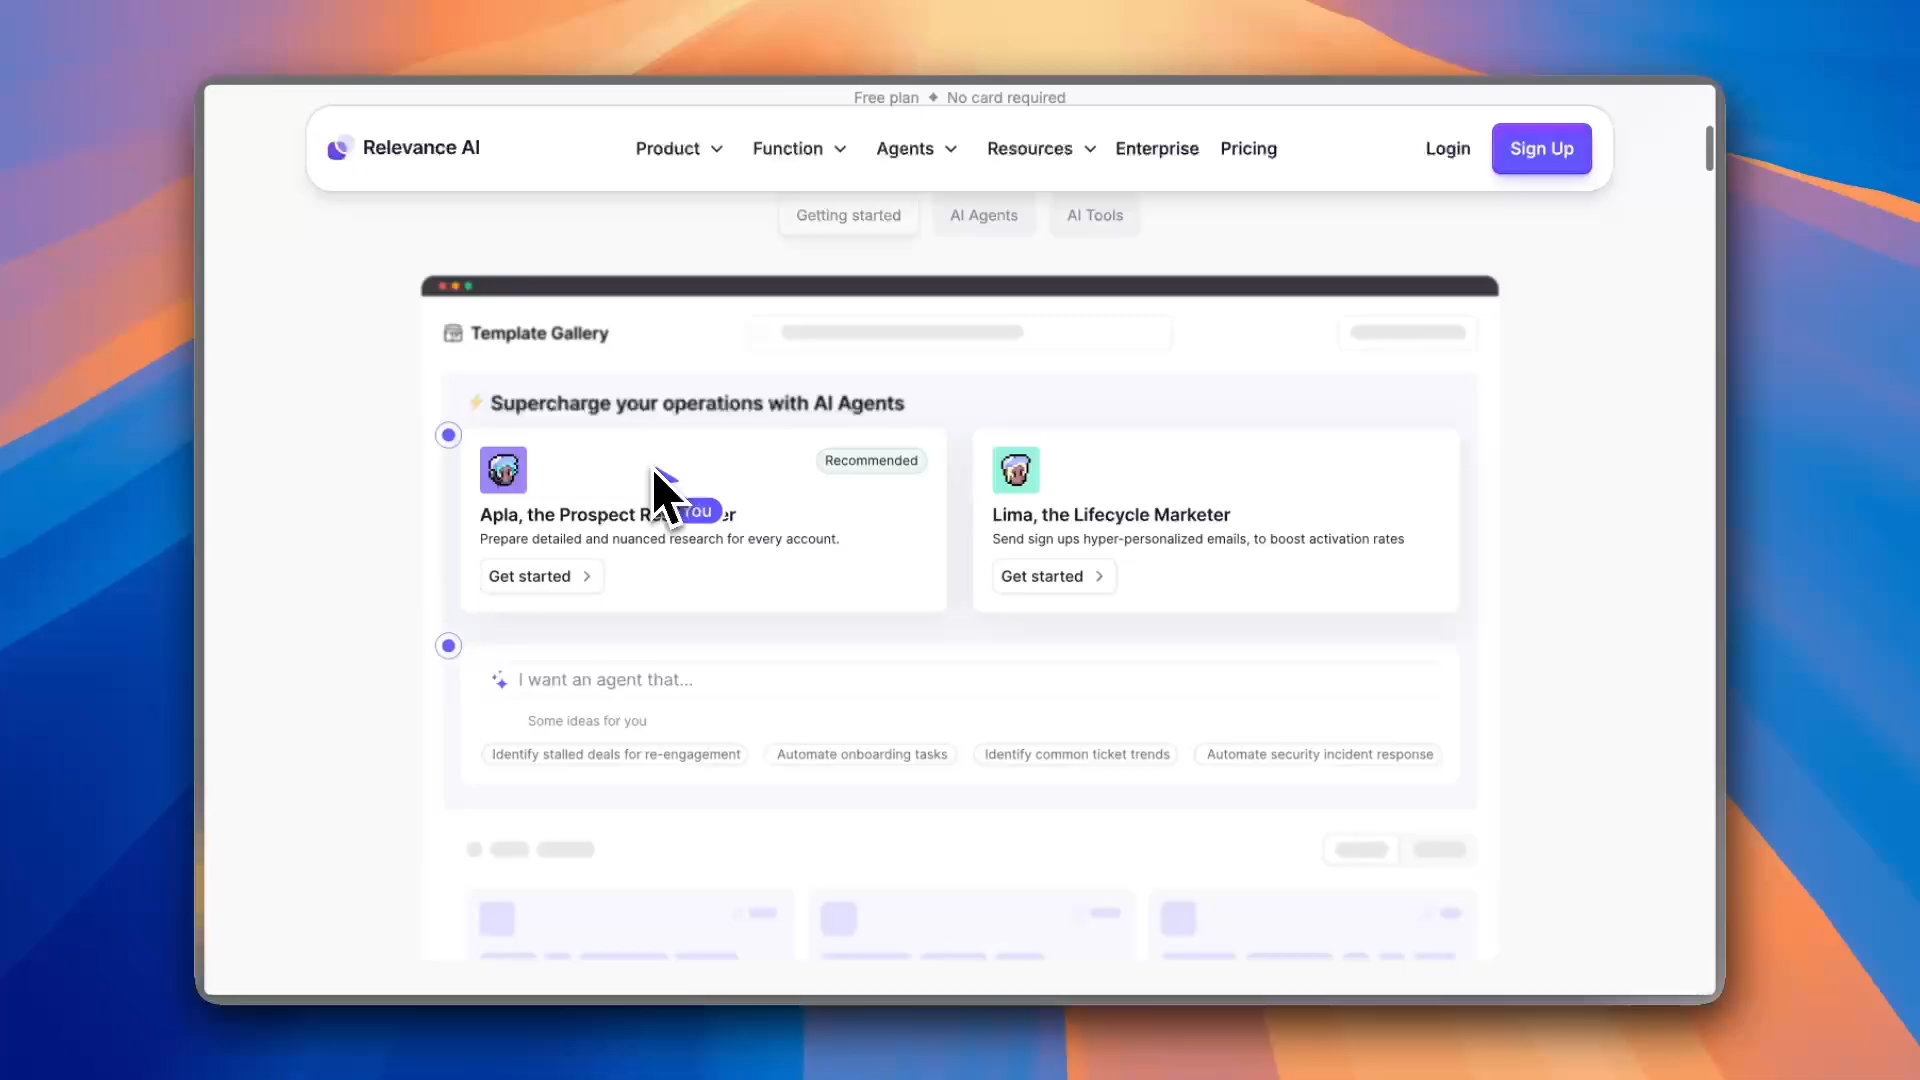 Free plan ✦ No card required
Relevance AI
Product
Function
Agents
Resources
Enterprise
Pricing
Login
Sign Up
Getting started
AI Agents
AI Tools
Template Gallery
⚡ Supercharge your operations with AI Agents
Recommended
Apla, the Prospect
Prepare detailed and nuanced research for every account.
Get started
Lima, the Lifecycle Marketer
Send sign ups hyper-personalized emails, to boost activation rates
Get started
I want an agent that...
Some ideas for you
Identify stalled deals for re-engagement
Automate onboarding tasks
Identify common ticket trends
Automate security incident response